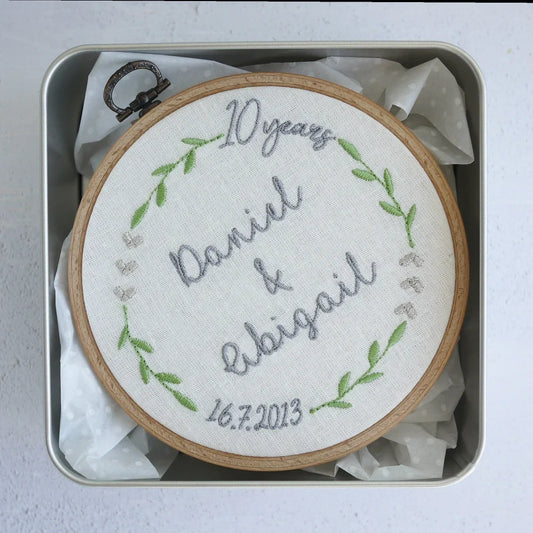 10 years
Daniel
&
Abigail
16.7.2013